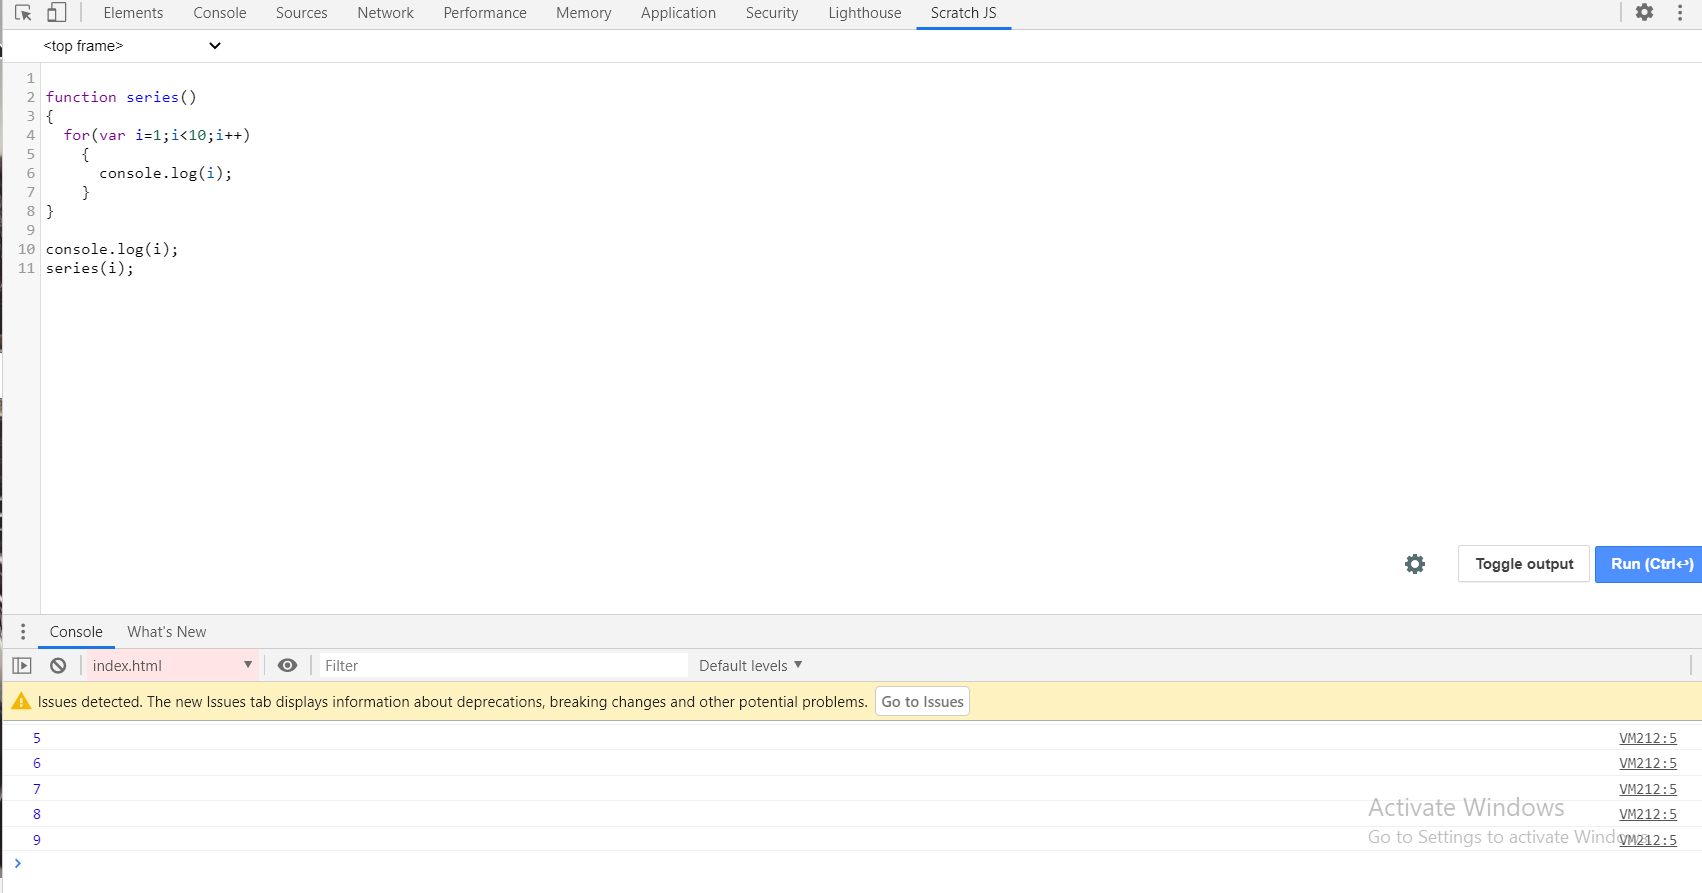 Elements Console Sources Network Performance Memory Application Security Lighthouse Scratch JS
<top frame>
1
2 function series()
3 {
4 for(var i=1;i<10;i++)
5 {
6 console.log(i);
7 }
8 }
9
10 console.log(i);
11 series(i);
Toggle output Run (Ctrl↩)
Console What's New
index.html Filter Default levels
Issues detected. The new Issues tab displays information about deprecations, breaking changes and other potential problems. Go to Issues
5 VM212:5
6 VM212:5
7 VM212:5
8 VM212:5
9 VM212:5
Activate Windows
Go to Settings to activate Windows.